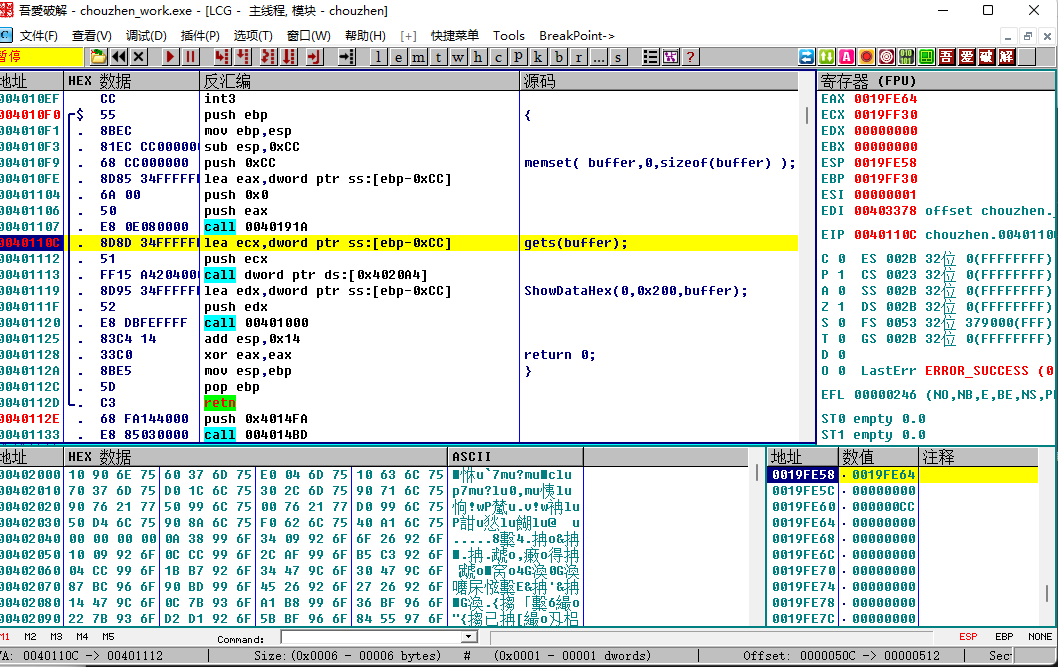 吾爱破解 - chouzhen_work.exe - [LCG - 主线程, 模块 - chouzhen]
文件(F) 查看(V) 调试(D) 插件(P) 选项(T) 窗口(W) 帮助(H) [+] 快捷菜单 Tools BreakPoint->
暂停 l e m t w h c p k b r ... s ? 吾 爱 破 解
地址 HEX 数据 反汇编 源码
004010EF CC int3
004010F0 $ 55 push ebp {
004010F1 . 8BEC mov ebp,esp
004010F3 . 81EC CC00000 sub esp,0xCC
004010F9 . 68 CC000000 push 0xCC memset( buffer,0,sizeof(buffer) );
004010FE . 8D85 34FFFFF lea eax,dword ptr ss:[ebp-0xCC]
00401104 . 6A 00 push 0x0
00401106 . 50 push eax
00401107 . E8 0E080000 call 0040191A
0040110C . 8D8D 34FFFFF lea ecx,dword ptr ss:[ebp-0xCC] gets(buffer);
00401112 . 51 push ecx
00401113 . FF15 A420400 call dword ptr ds:[0x4020A4]
00401119 . 8D95 34FFFFF lea edx,dword ptr ss:[ebp-0xCC] ShowDataHex(0,0x200,buffer);
0040111F . 52 push edx
00401120 . E8 DBFEFFFF call 00401000
00401125 . 83C4 14 add esp,0x14
00401128 . 33C0 xor eax,eax return 0;
0040112A . 8BE5 mov esp,ebp }
0040112C . 5D pop ebp
0040112D . C3 retn
0040112E . 68 FA144000 push 0x4014FA
00401133 . E8 85030000 call 004014BD
寄存器 (FPU)
EAX 0019FE64
ECX 0019FF30
EDX 00000000
EBX 00000000
ESP 0019FE58
EBP 0019FF30
ESI 00000001
EDI 00403378 offset chouzhen.
EIP 0040110C chouzhen.0040110
C 0 ES 002B 32位 0(FFFFFFFF)
P 1 CS 0023 32位 0(FFFFFFFF)
A 0 SS 002B 32位 0(FFFFFFFF)
Z 1 DS 002B 32位 0(FFFFFFFF)
S 0 FS 0053 32位 379000(FFF)
T 0 GS 002B 32位 0(FFFFFFFF)
D 0
O 0 LastErr ERROR_SUCCESS (0
EFL 00000246 (NO,NB,E,BE,NS,P
ST0 empty 0.0
ST1 empty 0.0
地址 HEX 数据 ASCII
00402000 10 90 6E 75 60 37 6D 75 E0 04 6D 75 10 63 6C 75
00402010 70 37 6D 75 D0 1C 6C 75 30 2C 6D 75 90 71 6C 75
00402020 90 76 21 77 50 99 6C 75 00 76 21 77 D0 99 6C 75
00402030 50 D4 6C 75 90 8A 6C 75 F0 62 6C 75 40 A1 6C 75
00402040 00 00 00 00 0A 38 99 6F 34 09 92 6F 6F 26 92 6F
00402050 10 09 92 6F 0C CC 99 6F 2C AF 99 6F B5 C3 92 6F
00402060 04 CC 99 6F 1B B7 92 6F 34 47 9C 6F 30 47 9C 6F
00402070 87 BC 96 6F 90 BD 99 6F 45 26 92 6F 27 26 92 6F
00402080 14 47 9C 6F 0C 7B 93 6F A1 B8 99 6F 36 BF 96 6F
00402090 22 7B 93 6F D2 D1 92 6F 5B BF 96 6F 84 55 97 6F
地址 数值 注释
0019FE58 0019FE64
0019FE5C 00000000
0019FE60 000000CC
0019FE64 00000000
0019FE68 00000000
0019FE6C 00000000
0019FE70 00000000
0019FE74 00000000
0019FE78 00000000
0019FE7C 00000000
M1 M2 M3 M4 M5 Command: ESP EBP NONE
VA: 0040110C -> 00401112 Size:(0x0006 - 00006 bytes) # (0x0001 - 00001 dwords) Offset: 0000050C -> 00000512 Sec